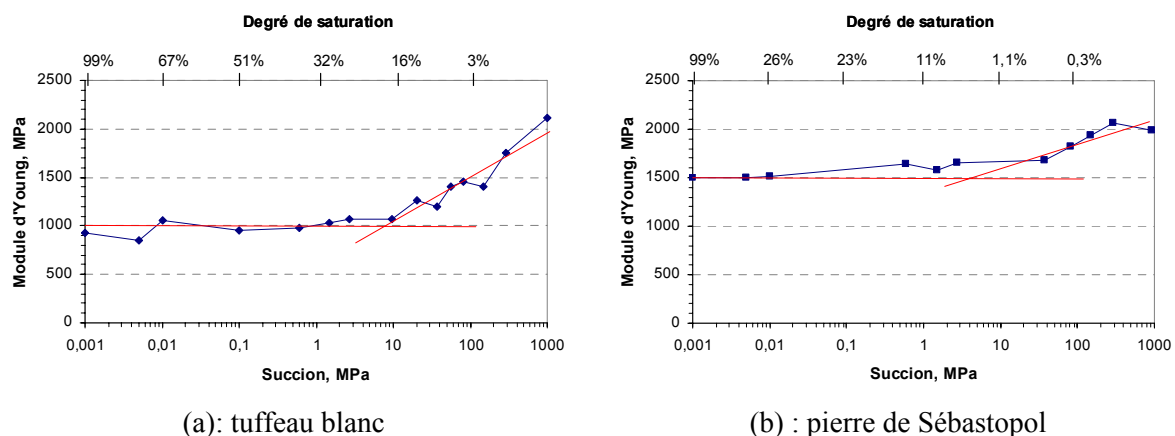 Degré de saturation
99% 67% 51% 32% 16% 3%
2500
2000
1500
1000
500
0
Module d'Young, MPa
0,001 0,01 0,1 1 10 100 1000
Succion, MPa
(a): tuffeau blanc
Degré de saturation
99% 26% 23% 11% 1,1% 0,3%
2500
2000
1500
1000
500
0
Module d'Young, MPa
0,001 0,01 0,1 1 10 100 1000
Succion, MPa
(b) : pierre de Sébastopol